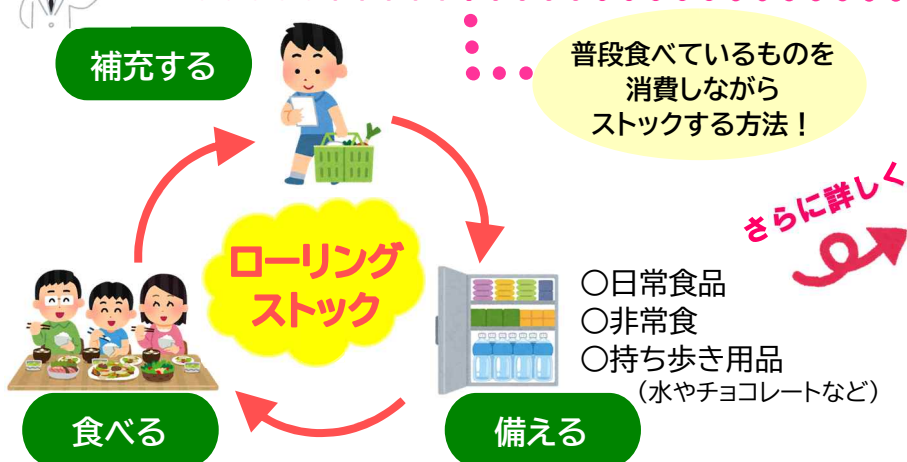 補充する
普段食べているものを
消費しながら
ストックする方法！
さらに詳しく
ローリング
ストック
〇日常食品
〇非常食
〇持ち歩き用品
（水やチョコレートなど）
食べる
備える